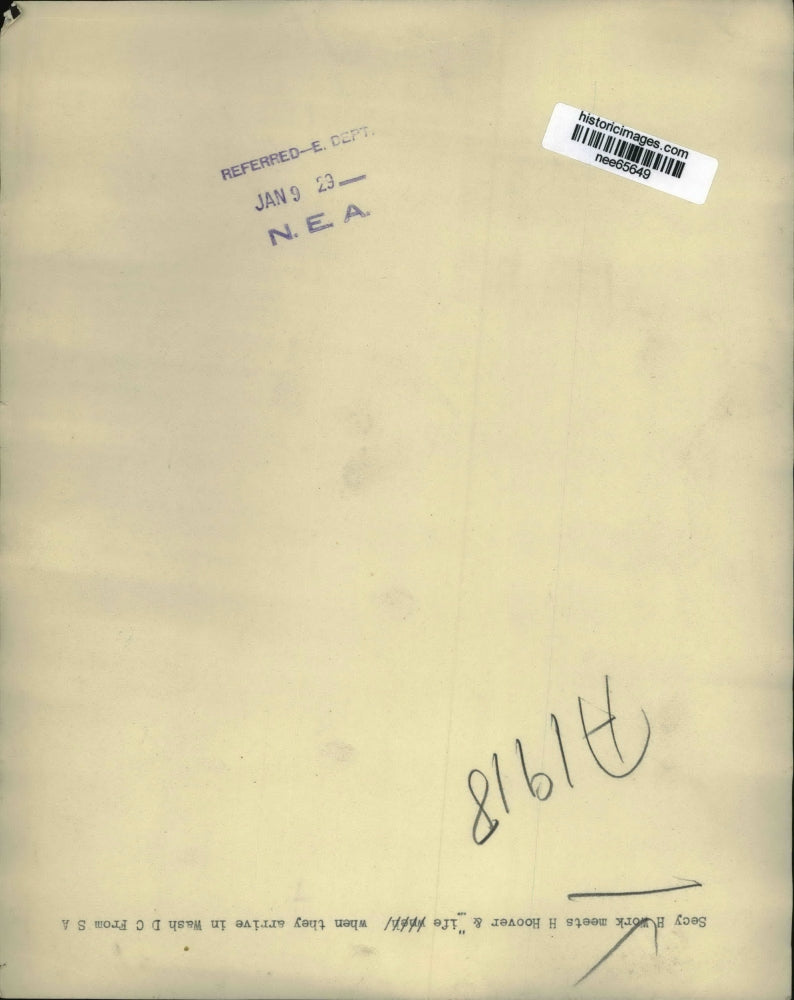 REFERRED—E. DEPT.
JAN 9 29—
N. E. A.
historicimages.com
nee65649
A1918
Secy H Work meets H Hoover & "ife when/ when they arrive in Wash D C From S A